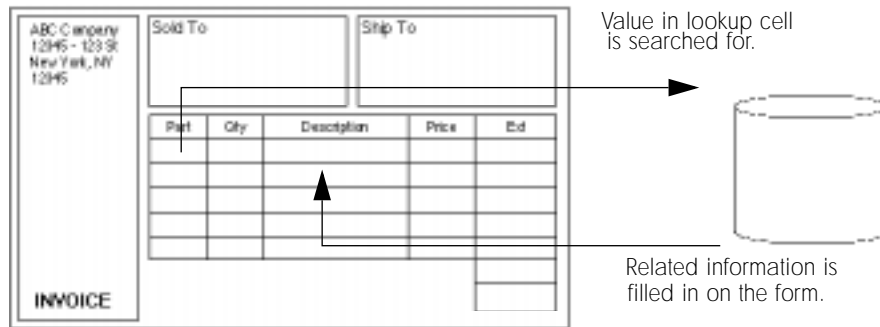 ABC Company
12345 - 123 St
New York, NY
12345
Sold To
Ship To
Value in lookup cell
is searched for.
Part Qty Description Price Ext
Related information is
filled in on the form.
INVOICE